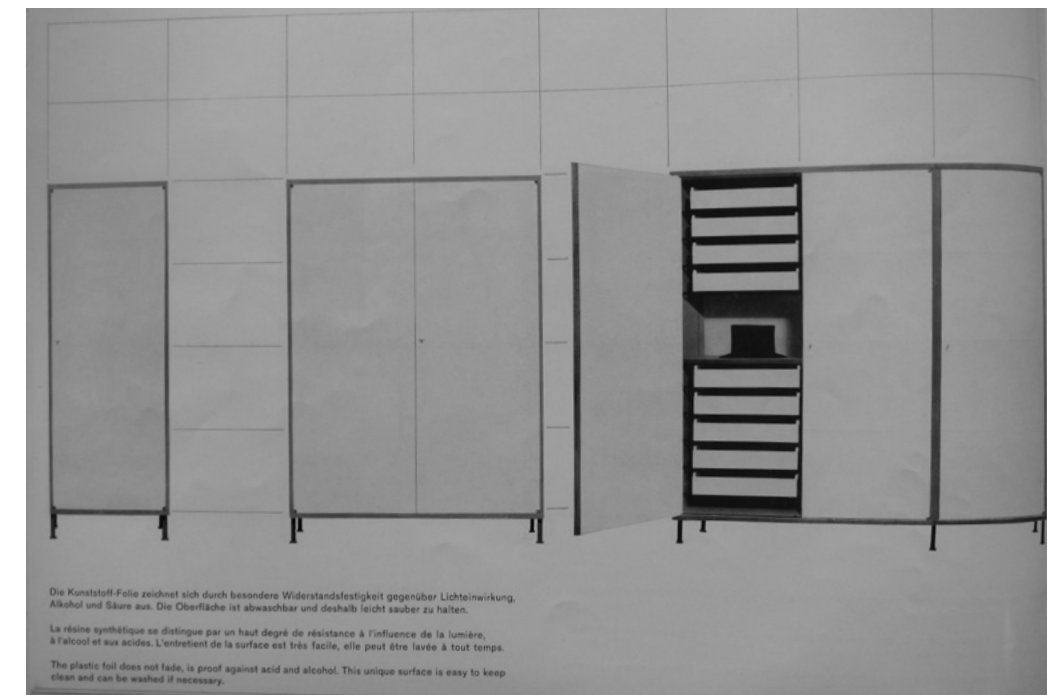 Die Kunststoff-Folie zeichnet sich durch besondere Widerstandsfestigkeit gegenüber Lichteinwirkung,
Alkohol und Säure aus. Die Oberfläche ist abwaschbar und deshalb leicht sauber zu halten.
La résine synthétique se distingue par un haut degré de résistance à l'influence de la lumière,
à l'alcool et aux acides. L'entretient de la surface est très facile, elle peut être lavée à tout temps.
The plastic foil does not fade, is proof against acid and alcohol. This unique surface is easy to keep
clean and can be washed if necessary.